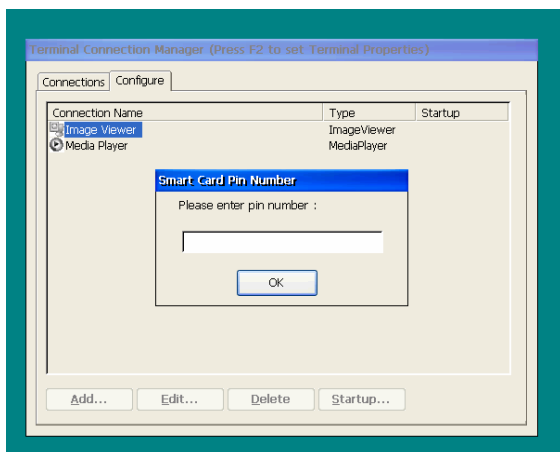 Terminal Connection Manager (Press F2 to set Terminal Properties)
Connections Configure
Connection Name Type Startup
Image Viewer ImageViewer
Media Player MediaPlayer
Smart Card Pin Number
Please enter pin number :
OK
Add... Edit... Delete Startup...